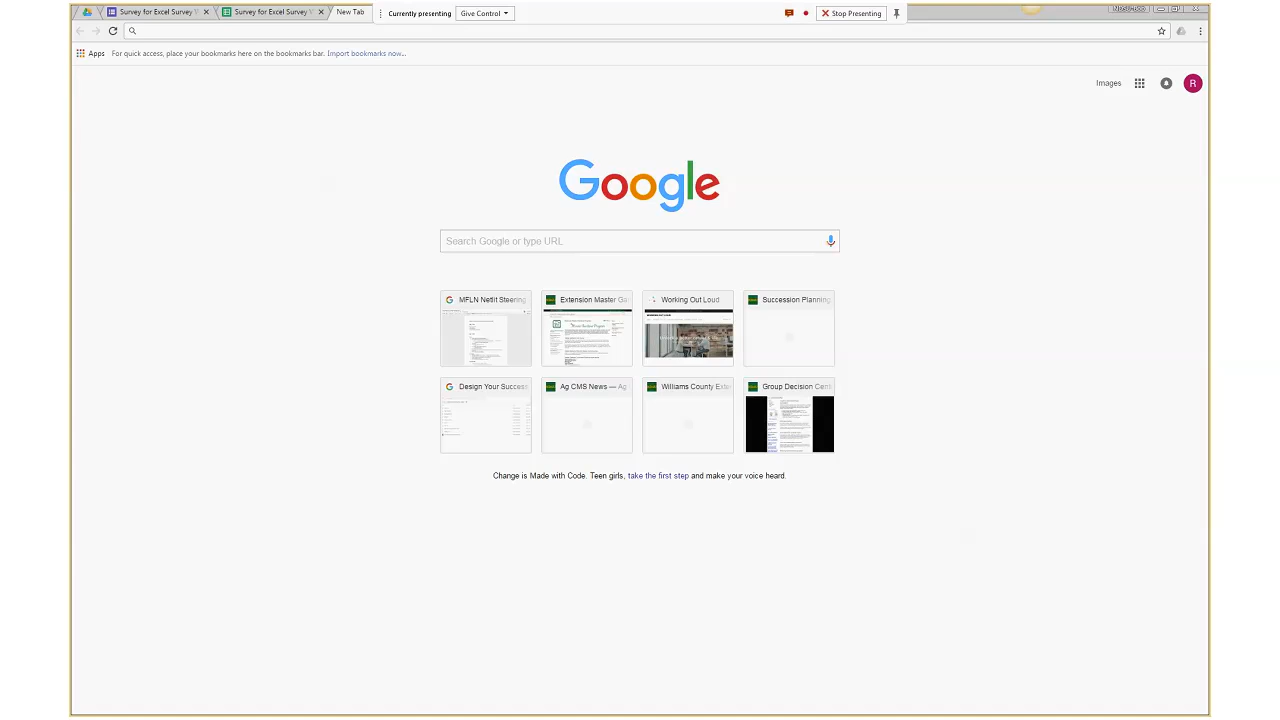 Survey for Excel Survey
Survey for Excel Survey
New Tab
Currently presenting
Give Control
Stop Presenting
Apps
For quick access, place your bookmarks here on the bookmarks bar. Import bookmarks now...
Images
R
Google
Search Google or type URL
MFLN Netlit Steering
Extension Master Ga
Working Out Loud
Succession Planning
Design Your Success
Ag CMS News — Ag
Williams County Exte
Group Decision Cent
Change is Made with Code. Teen girls, take the first step and make your voice heard.